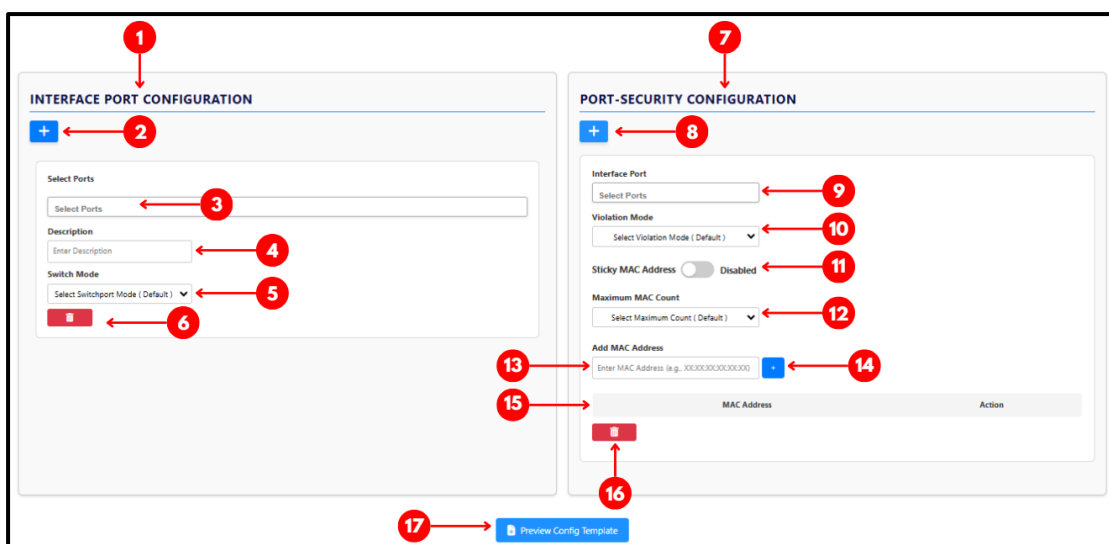 1
7
INTERFACE PORT CONFIGURATION
+
2
Select Ports
Select Ports
3
Description
Enter Description
4
Switch Mode
Select Switchport Mode ( Default )
5
6
PORT-SECURITY CONFIGURATION
+
8
Interface Port
Select Ports
9
Violation Mode
Select Violation Mode ( Default )
10
Sticky MAC Address Disabled
11
Maximum MAC Count
Select Maximum Count ( Default )
12
Add MAC Address
13
Enter MAC Address (e.g., XX:XX:XX:XX:XX:XX)
+
14
15
MAC Address Action
16
17
Preview Config Template